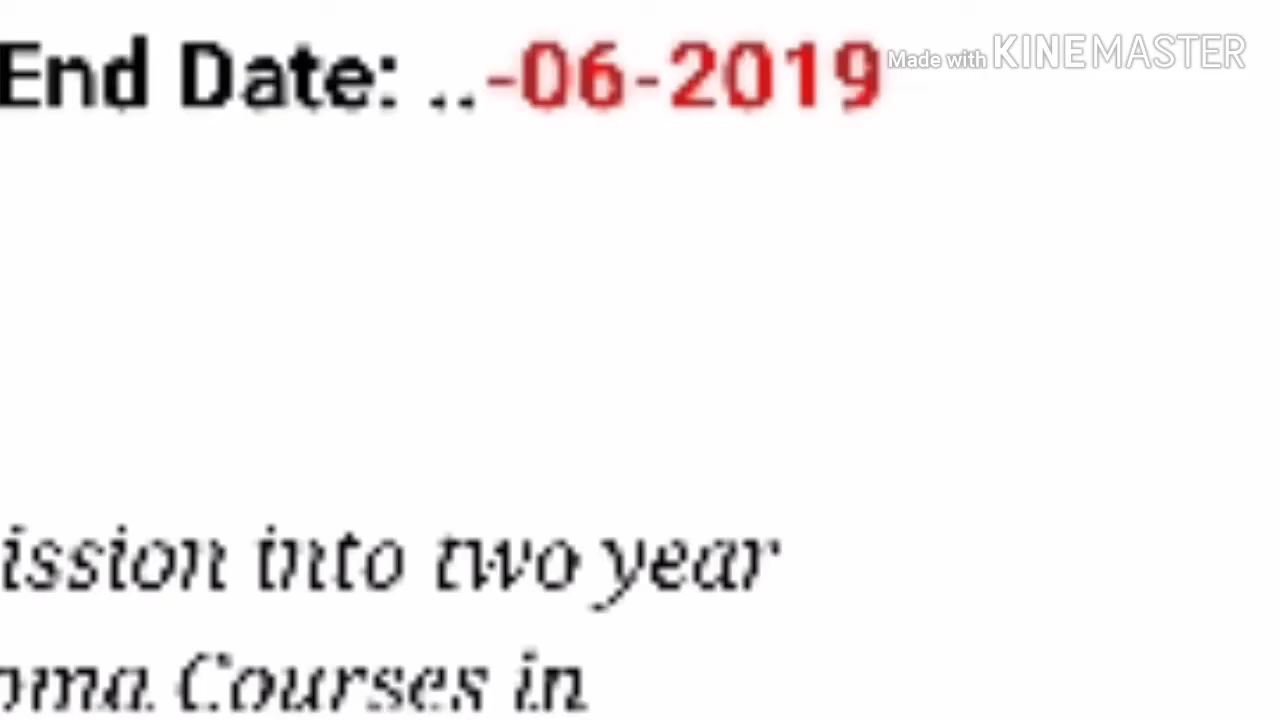 End Date: ..-06-2019
Made with KINEMASTER
ission into two year
oma Courses in